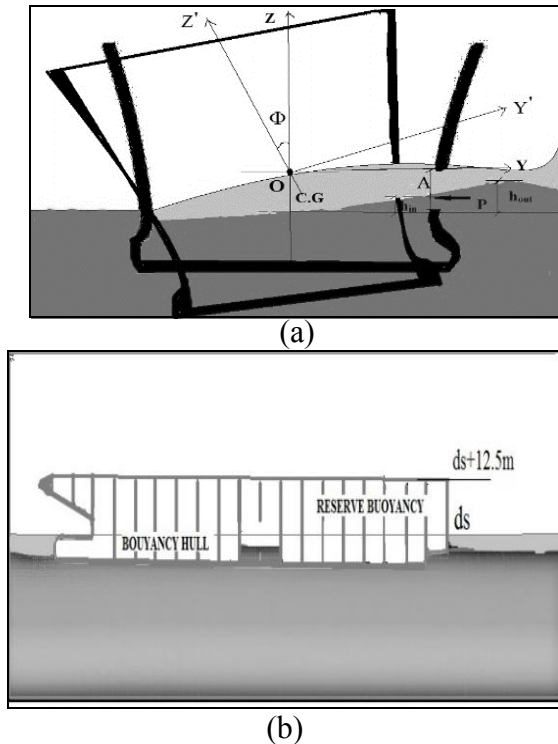 Z'
Z
Φ
Y'
O
C.G
A
Y
h_in
P
h_out
(a)
ds+12.5m
RESERVE BUOYANCY
ds
BOUYANCY HULL
(b)